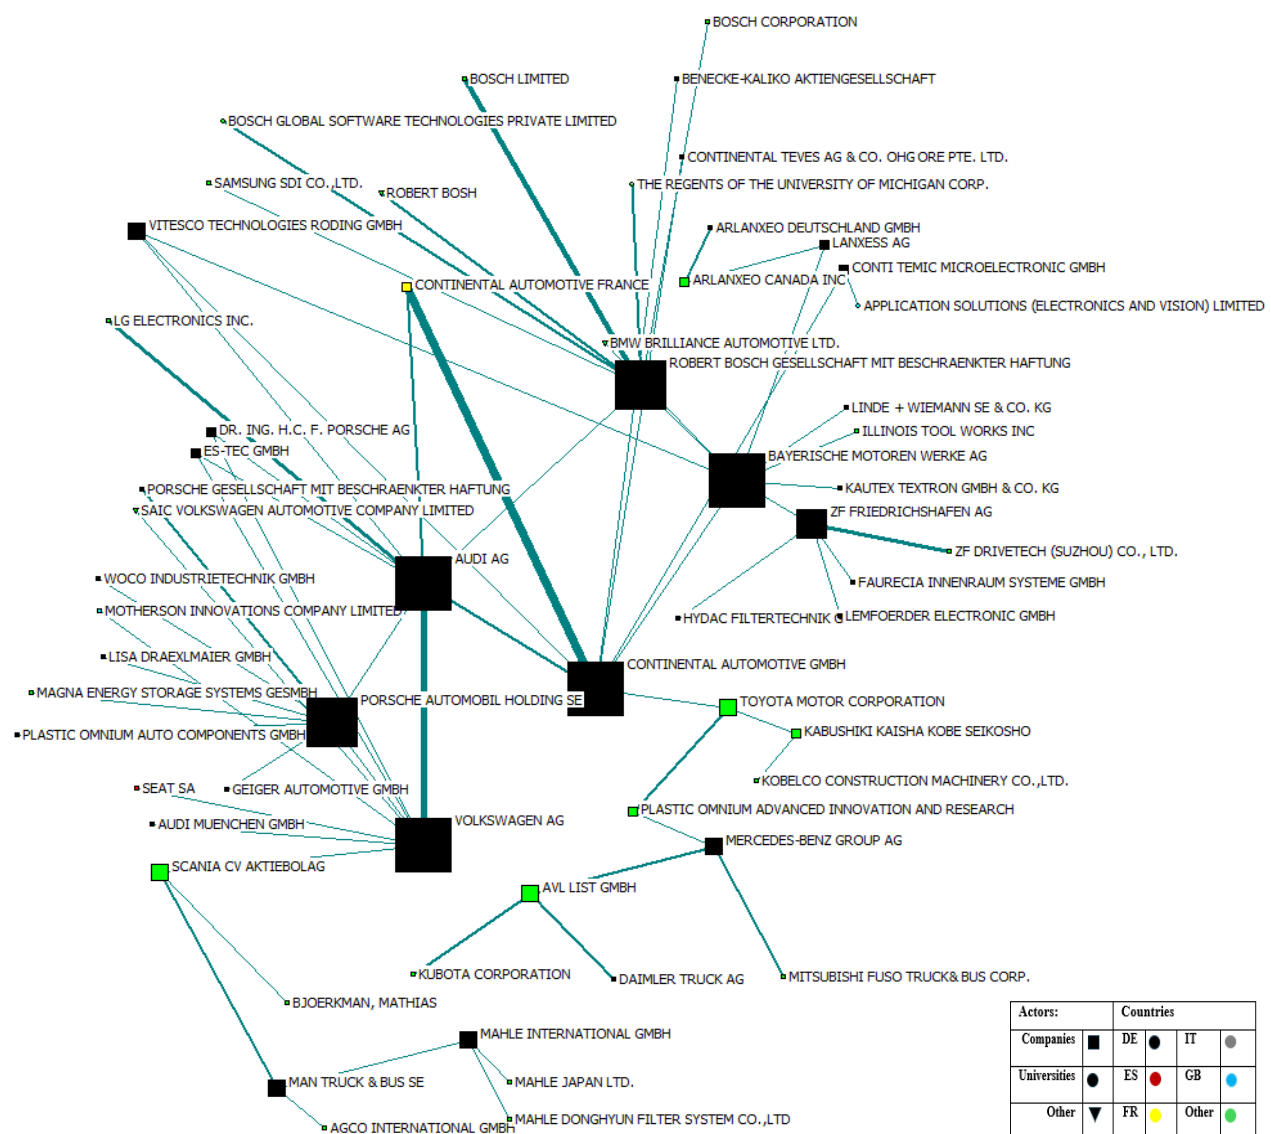 BOSCH CORPORATION
BOSCH LIMITED
BENECKE-KALIKO AKTIENGESELLSCHAFT
BOSCH GLOBAL SOFTWARE TECHNOLOGIES PRIVATE LIMITED
CONTINENTAL TEVES AG & CO. OHG ORE PTE. LTD.
SAMSUNG SDI CO.,LTD.
ROBERT BOSH
THE REGENTS OF THE UNIVERSITY OF MICHIGAN CORP.
VITESCO TECHNOLOGIES RODING GMBH
ARLANXEO DEUTSCHLAND GMBH
LANXESS AG
CONTI TEMIC MICROELECTRONIC GMBH
ARLANXEO CANADA INC
CONTINENTAL AUTOMOTIVE FRANCE
APPLICATION SOLUTIONS (ELECTRONICS AND VISION) LIMITED
LG ELECTRONICS INC.
BMW BRILLIANCE AUTOMOTIVE LTD.
ROBERT BOSCH GESELLSCHAFT MIT BESCHRAENKTER HAFTUNG
LINDE + WIEMANN SE & CO. KG
DR. ING. H.C. F. PORSCHE AG
ILLINOIS TOOL WORKS INC
ES-TEC GMBH
BAYERISCHE MOTOREN WERKE AG
PORSCHE GESELLSCHAFT MIT BESCHRAENKTER HAFTUNG
KAUTEX TEXTRON GMBH & CO. KG
SAIC VOLKSWAGEN AUTOMOTIVE COMPANY LIMITED
ZF FRIEDRICHSHAFEN AG
ZF DRIVETECH (SUZHOU) CO., LTD.
AUDI AG
WOCO INDUSTRIETECHNIK GMBH
FAURECIA INNENRAUM SYSTEME GMBH
MOTHERSON INNOVATIONS COMPANY LIMITED
HYDAC FILTERTECHNIK G
LEMFOERDER ELECTRONIC GMBH
LISA DRAEXLMAIER GMBH
CONTINENTAL AUTOMOTIVE GMBH
MAGNA ENERGY STORAGE SYSTEMS GESMBH
PORSCHE AUTOMOBIL HOLDING SE
TOYOTA MOTOR CORPORATION
PLASTIC OMNIUM AUTO COMPONENTS GMBH
KABUSHIKI KAISHA KOBE SEIKOSHO
KOBELCO CONSTRUCTION MACHINERY CO.,LTD.
SEAT SA
GEIGER AUTOMOTIVE GMBH
PLASTIC OMNIUM ADVANCED INNOVATION AND RESEARCH
AUDI MUENCHEN GMBH
VOLKSWAGEN AG
MERCEDES-BENZ GROUP AG
SCANIA CV AKTIEBOLAG
AVL LIST GMBH
KUBOTA CORPORATION
DAIMLER TRUCK AG
MITSUBISHI FUSO TRUCK& BUS CORP.
BJOERKMAN, MATHIAS
MAHLE INTERNATIONAL GMBH
MAN TRUCK & BUS SE
MAHLE JAPAN LTD.
MAHLE DONGHYUN FILTER SYSTEM CO.,LTD
AGCO INTERNATIONAL GMBH
Actors: Countries
Companies DE IT
Universities ES GB
Other FR Other